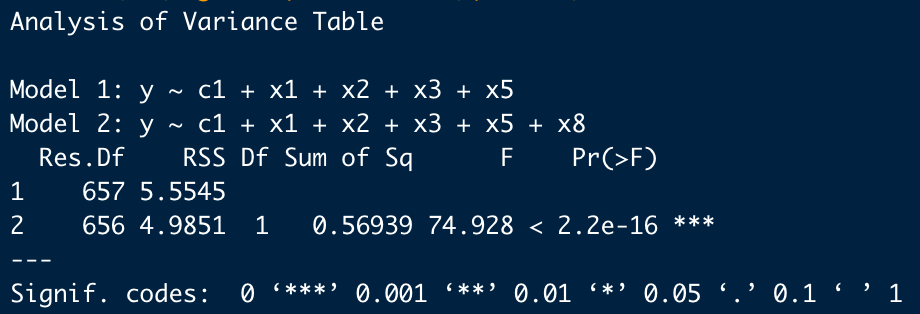 Analysis of Variance Table
Model 1: y ~ c1 + x1 + x2 + x3 + x5
Model 2: y ~ c1 + x1 + x2 + x3 + x5 + x8
  Res.Df    RSS Df Sum of Sq      F    Pr(>F)
1    657 5.5545
2    656 4.9851  1   0.56939 74.928 < 2.2e-16 ***
---
Signif. codes:  0 ‘***’ 0.001 ‘**’ 0.01 ‘*’ 0.05 ‘.’ 0.1 ‘ ’ 1